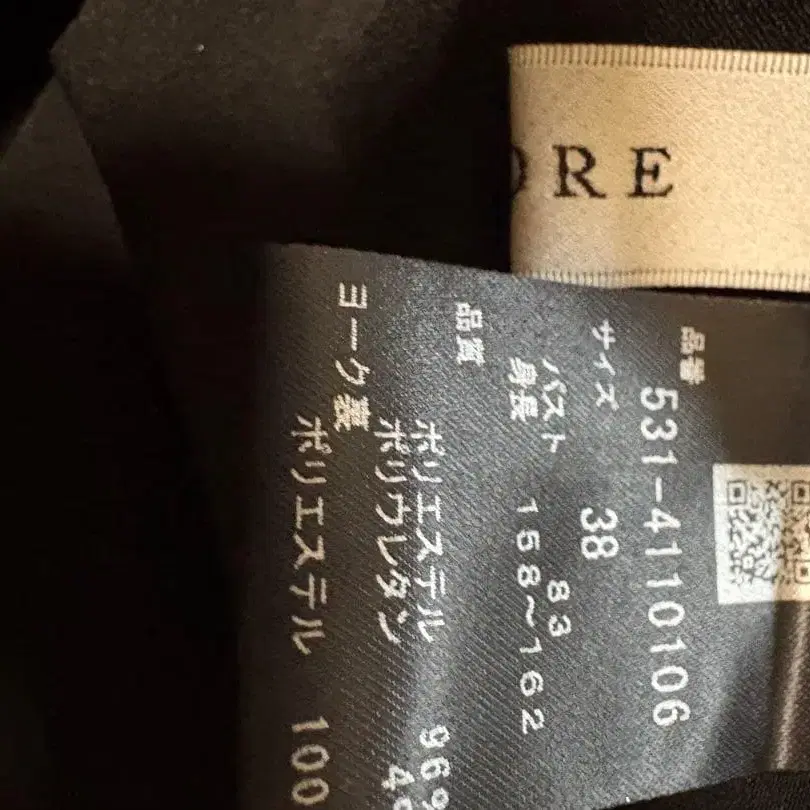 ORE
品番
531-4110106
サイズ 38
バスト 83
身長 158〜162
品質
ポリエステル 96%
ポリウレタン 4%
ヨーク裏
ポリエステル 100